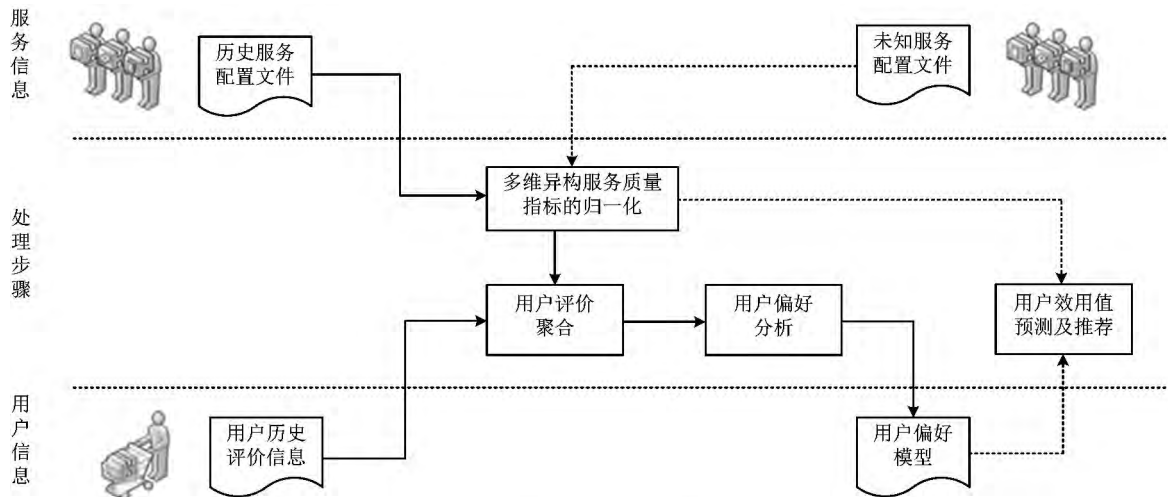 服务信息
历史服务
配置文件
未知服务
配置文件
处理步骤
多维异构服务质量
指标的归一化
用户评价
聚合
用户偏好
分析
用户效用值
预测及推荐
用户信息
用户历史
评价信息
用户偏好
模型